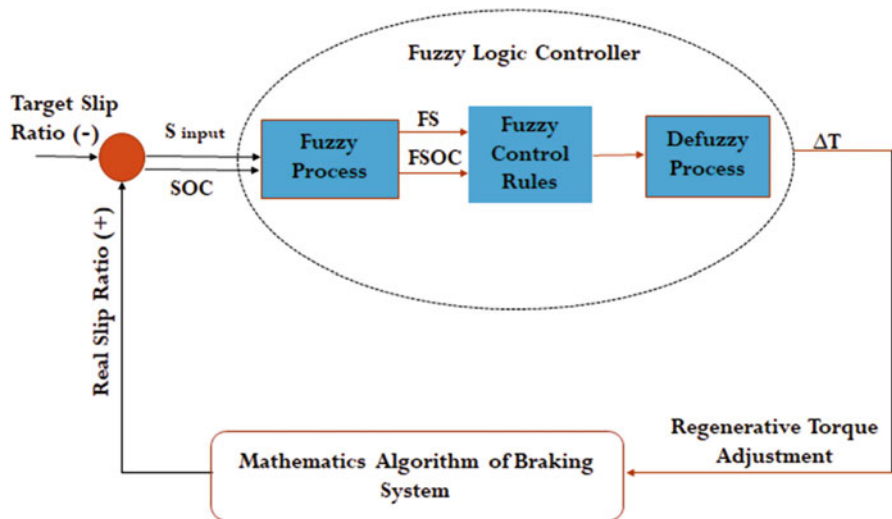 Fuzzy Logic Controller
Target Slip
Ratio (-)
S input
SOC
Fuzzy
Process
FS
FSOC
Fuzzy
Control
Rules
Defuzzy
Process
ΔT
Real Slip Ratio (+)
Regenerative Torque
Adjustment
Mathematics Algorithm of Braking
System